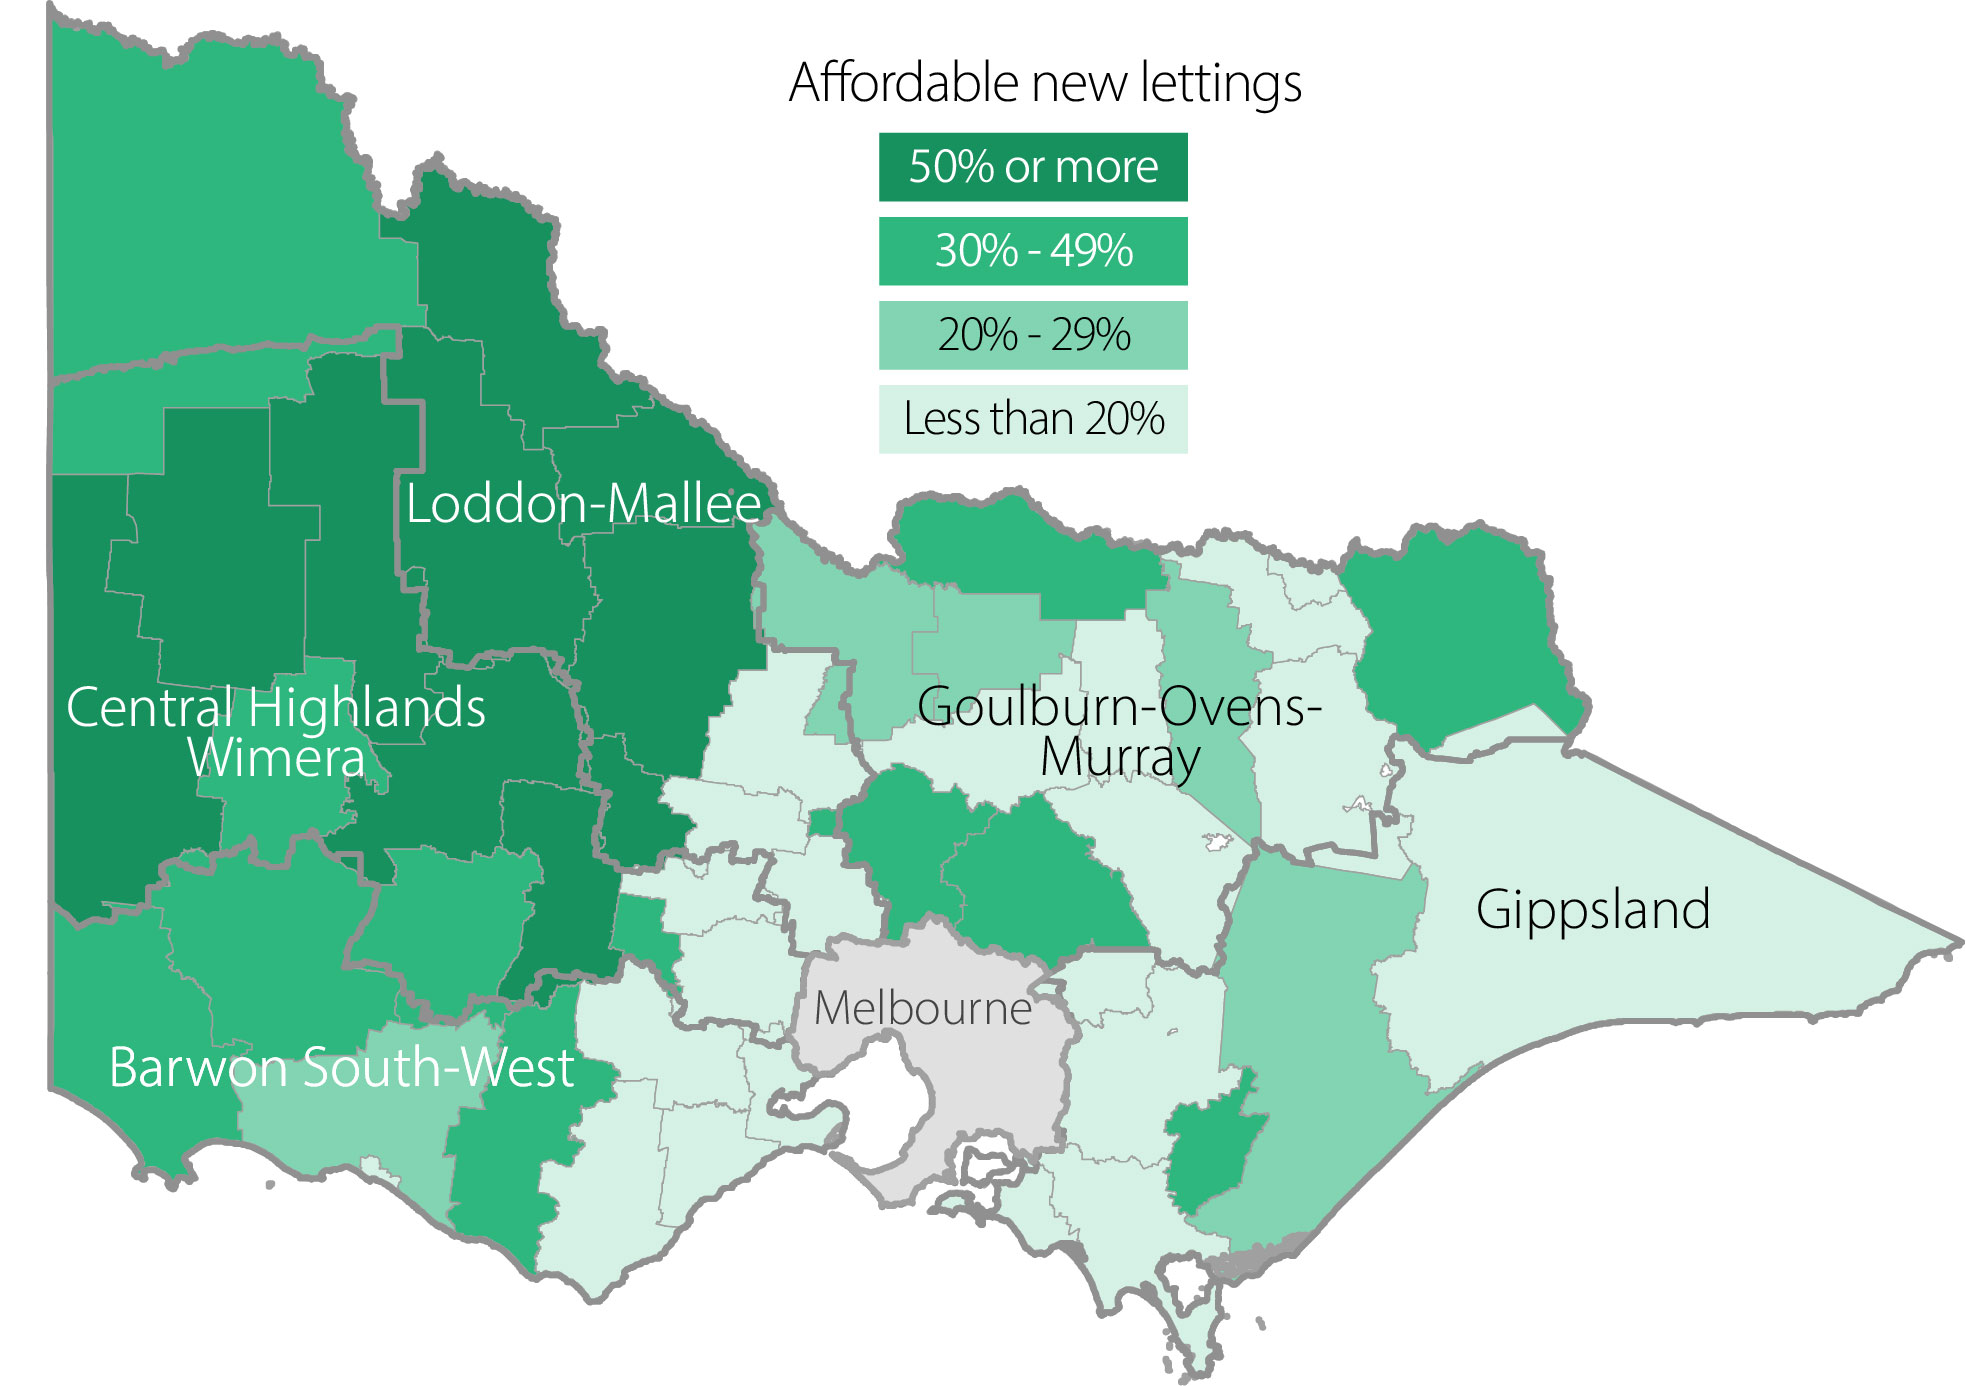 Affordable new lettings
50% or more
30% - 49%
20% - 29%
Less than 20%
Loddon-Mallee
Central Highlands
Wimera
Goulburn-Ovens-
Murray
Gippsland
Melbourne
Barwon South-West